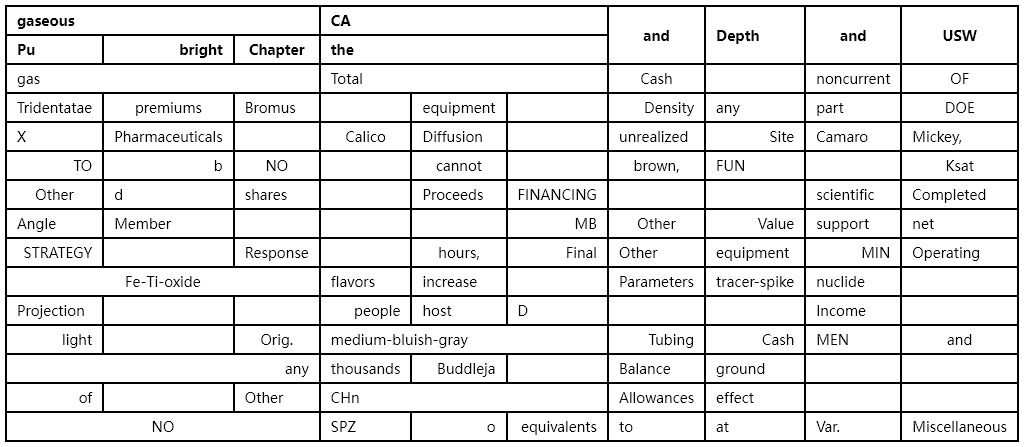 gaseous CA and Depth and USW
Pu bright Chapter the
gas Total Cash noncurrent OF
Tridentatae premiums Bromus equipment Density any part DOE
X Pharmaceuticals Calico Diffusion unrealized Site Camaro Mickey,
TO b NO cannot brown, FUN Ksat
Other d shares Proceeds FINANCING scientific Completed
Angle Member MB Other Value support net
STRATEGY Response hours, Final Other equipment MIN Operating
Fe-Ti-oxide flavors increase Parameters tracer-spike nuclide
Projection people host D Income
light Orig. medium-bluish-gray Tubing Cash MEN and
any thousands Buddleja Balance ground
of Other CHn Allowances effect
NO SPZ o equivalents to at Var. Miscellaneous